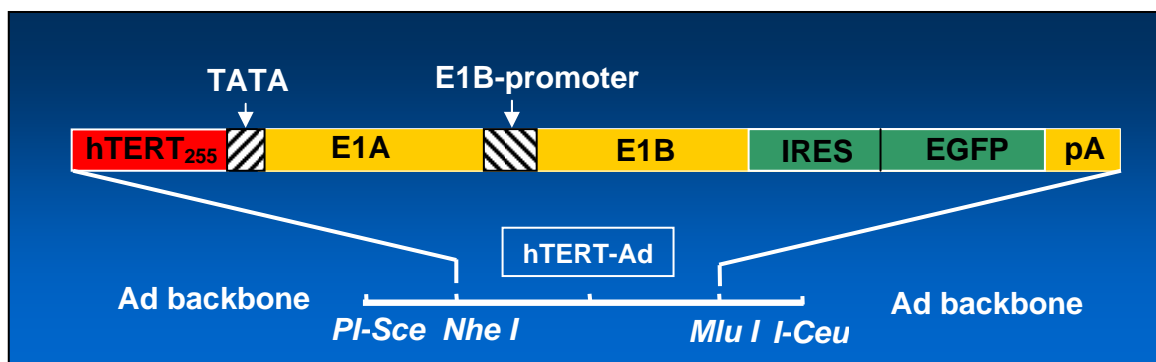 TATA E1B-promoter
hTERT255 E1A E1B IRES EGFP pA
hTERT-Ad
Ad backbone Ad backbone
PI-Sce Nhe I Mlu I I-Ceu